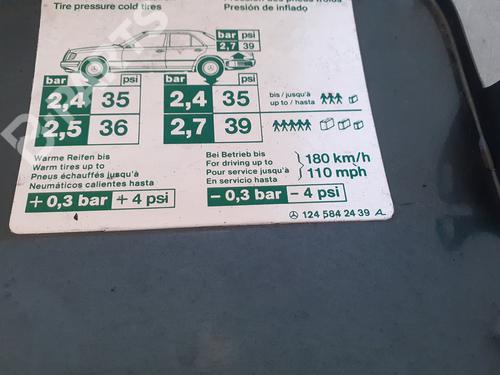 Tire pressure cold tires
Presión de inflado
bar psi
2,7 39
bar psi
2,4 35
2,5 36
bar psi
2,4 35
2,7 39
bis / jusqu'à
up to / hasta
Warme Reifen bis
Warm tires up to
Pneus échauffés jusqu'à
Neumáticos calientes hasta
+ 0,3 bar + 4 psi
Bei Betrieb bis
For driving up to
Pour service jusqu'à
En servicio hasta
180 km/h
110 mph
– 0,3 bar – 4 psi
124 584 24 39 A